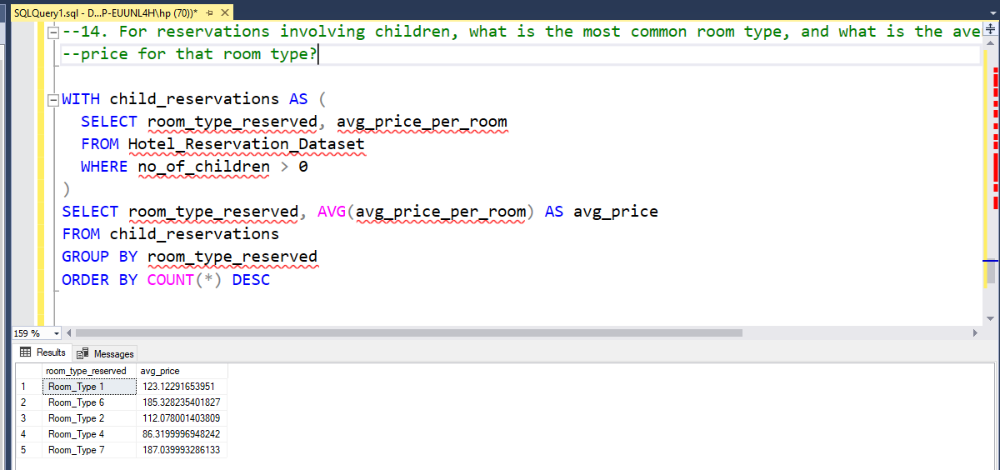 SQLQuery1.sql - D...P-EUUNL4H\hp (70))*
--14. For reservations involving children, what is the most common room type, and what is the ave
--price for that room type?
WITH child_reservations AS (
SELECT room_type_reserved, avg_price_per_room
FROM Hotel_Reservation_Dataset
WHERE no_of_children > 0
)
SELECT room_type_reserved, AVG(avg_price_per_room) AS avg_price
FROM child_reservations
GROUP BY room_type_reserved
ORDER BY COUNT(*) DESC
159 %
Results Messages
room_type_reserved avg_price
1 Room_Type 1 123.12291653951
2 Room_Type 6 185.328235401827
3 Room_Type 2 112.078001403809
4 Room_Type 4 86.3199996948242
5 Room_Type 7 187.039993286133